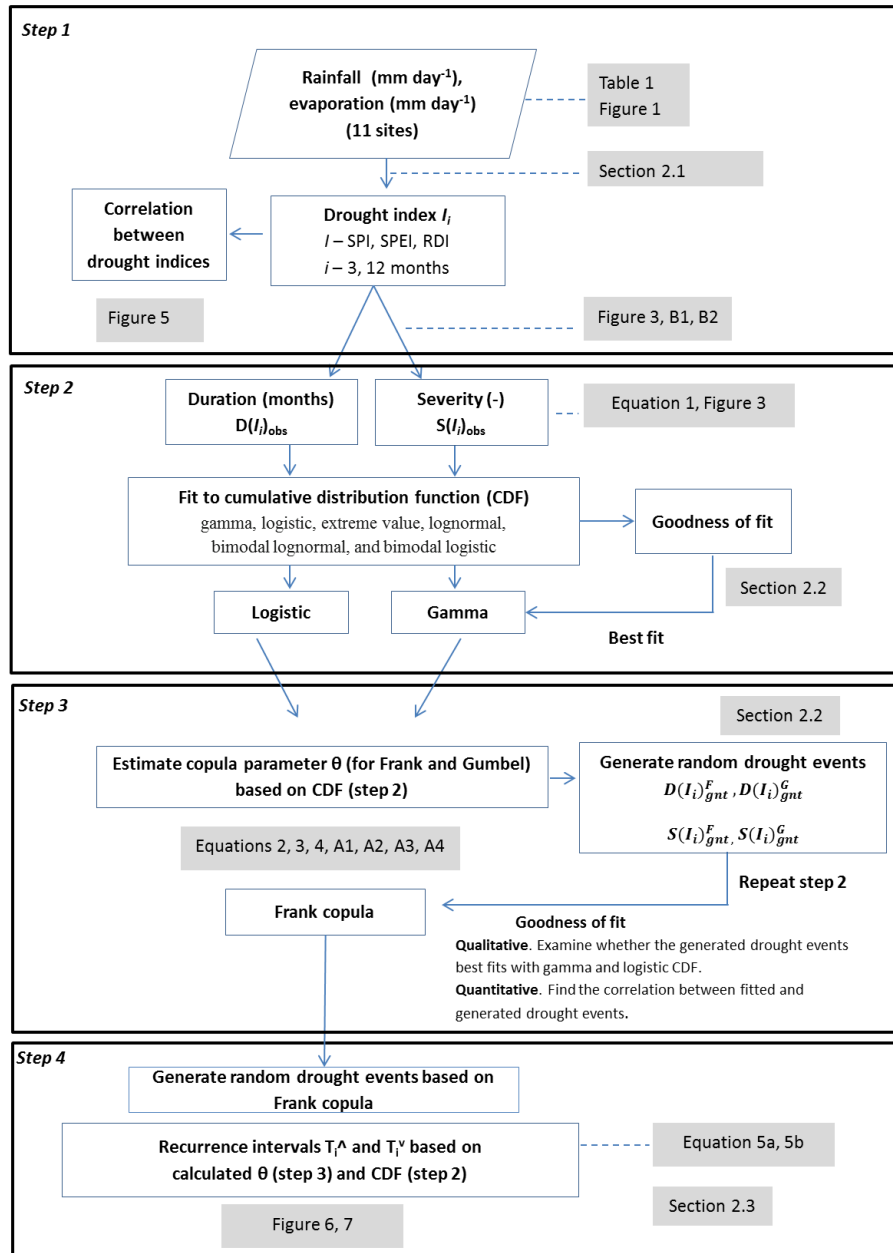 Step 1
Rainfall (mm day⁻¹),
evaporation (mm day⁻¹)
(11 sites)
Table 1
Figure 1
Section 2.1
Correlation
between
drought indices
Drought index Iᵢ
I – SPI, SPEI, RDI
i – 3, 12 months
Figure 5
Figure 3, B1, B2
Step 2
Duration (months)
D(Iᵢ)obs
Severity (-)
S(Iᵢ)obs
Equation 1, Figure 3
Fit to cumulative distribution function (CDF)
gamma, logistic, extreme value, lognormal,
bimodal lognormal, and bimodal logistic
Goodness of fit
Section 2.2
Logistic
Gamma
Best fit
Step 3
Section 2.2
Estimate copula parameter θ (for Frank and Gumbel)
based on CDF (step 2)
Generate random drought events
D(Iᵢ)ᶠgnt , D(Iᵢ)ᴳgnt
S(Iᵢ)ᶠgnt, S(Iᵢ)ᴳgnt
Equations 2, 3, 4, A1, A2, A3, A4
Repeat step 2
Frank copula
Goodness of fit
Qualitative. Examine whether the generated drought events
best fits with gamma and logistic CDF.
Quantitative. Find the correlation between fitted and
generated drought events.
Step 4
Generate random drought events based on
Frank copula
Recurrence intervals Tᵢ^ and Tᵢᵛ based on
calculated θ (step 3) and CDF (step 2)
Equation 5a, 5b
Section 2.3
Figure 6, 7